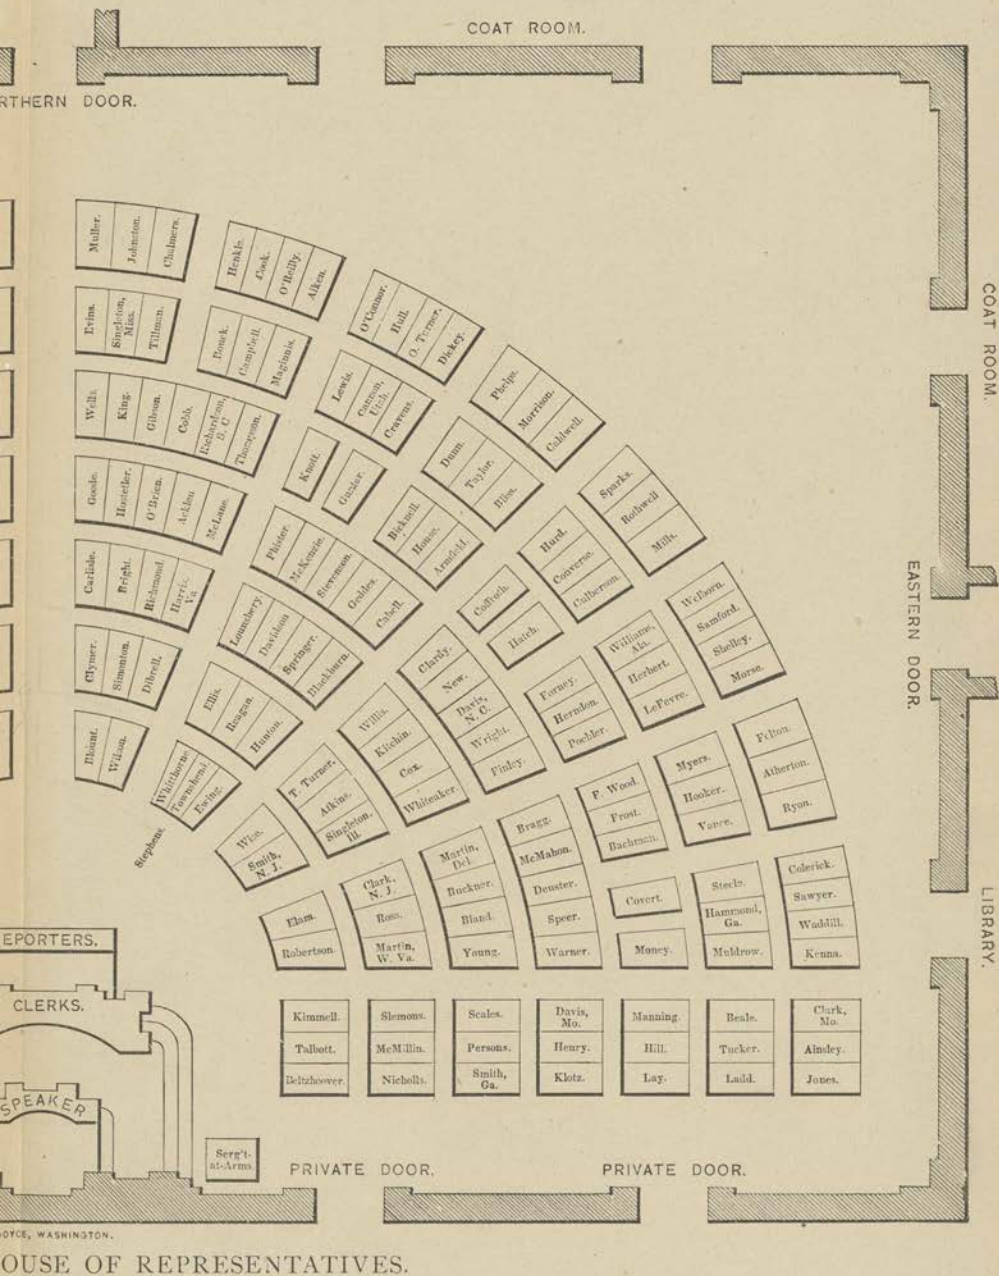 COAT ROOM.
RTHERN DOOR.
Muller.
Johnston.
Chalmers.
Henkle.
Cook.
O'Reilly.
Aiken.
O'Connor.
Hull.
O. Turner.
Dickey.
Phelps.
Morrison.
Caldwell.
Sparks.
Rothwell
Mills.
Welborn.
Samford.
Shelley.
Morse.
Felton.
Atherton.
Ryon.
Colerick.
Sawyer.
Waddill.
Kenna.
Evins.
Singleton,
Miss.
Tillman.
Bouck.
Campbell.
Maginnis.
Lewis.
Cannon,
Utah.
Cravens.
Dunn.
Taylor.
Bliss.
Hurd.
Converse.
Culberson.
Williams,
Ala.
Herbert.
LeFevre.
Myers.
Hooker.
Vance.
Steele.
Hammond,
Ga.
Muldrow.
Wells.
King.
Gibson.
Cobb.
Richardson,
S. C
Thompson.
Knott.
Gunter.
Bicknell.
House.
Armfield.
Coffroth.
Hatch.
Forney.
Herndon.
Poehler.
F. Wood.
Frost.
Bachman.
Covert.
Money.
Goode.
Hostetler.
O'Brien.
Acklen
McLane.
Phister.
McKenzie.
Stevenson.
Geddes.
Cabell.
Clardy.
New.
Davis,
N. C.
Wright.
Finley.
Bragg.
McMahon.
Deuster.
Speer.
Warner.
Carlisle.
Bright.
Richmond.
Harris,
Va
Lounsbery.
Davidson
Springer.
Blackburn.
Willis.
Kitchin.
Cox.
Whiteaker.
Martin,
Del.
Buckner.
Bland.
Young.
Clymer.
Simonton.
Dibrell.
Ellis.
Reagan.
Hunton.
T. Turner.
Atkins.
Singleton,
Ill.
Clark,
N. J.
Ross.
Martin,
W. Va.
Blount.
Wilson.
Whitthorne
Townshend.
Ewing.
Stephens.
Wise.
Smith,
N. J.
Elam.
Robertson.
Kimmell.
Talbott.
Beltzhoover.
Slemons.
McMillin.
Nicholls.
Scales.
Persons.
Smith,
Ga.
Davis,
Mo.
Henry.
Klotz.
Manning.
Hill.
Lay.
Beale.
Tucker.
Ladd.
Clark,
Mo.
Ainsley.
Jones.
COAT ROOM.
EASTERN DOOR.
LIBRARY.
EPORTERS.
CLERKS.
SPEAKER
Serg't-
at-Arms.
PRIVATE DOOR.
PRIVATE DOOR.
OYCE, WASHINGTON.
OUSE OF REPRESENTATIVES.